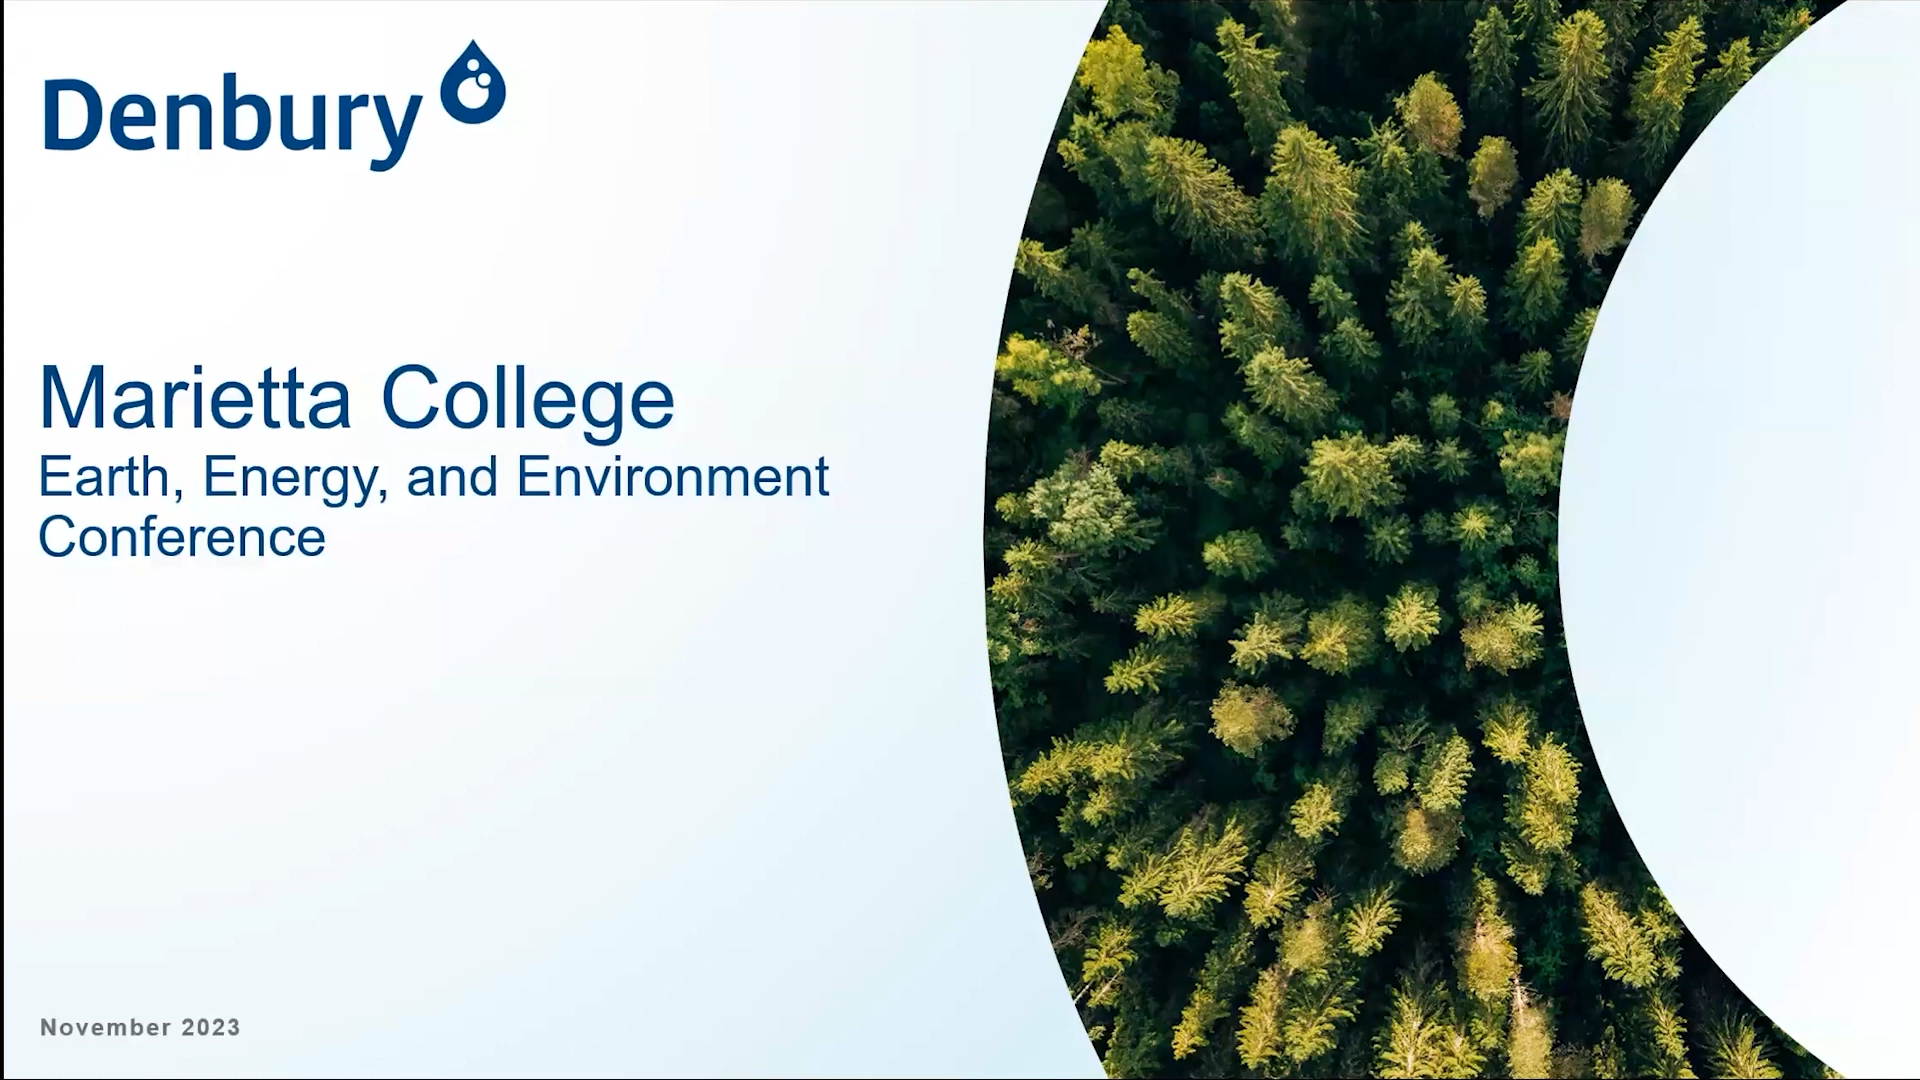 Denbury
Marietta College
Earth, Energy, and Environment
Conference
November 2023